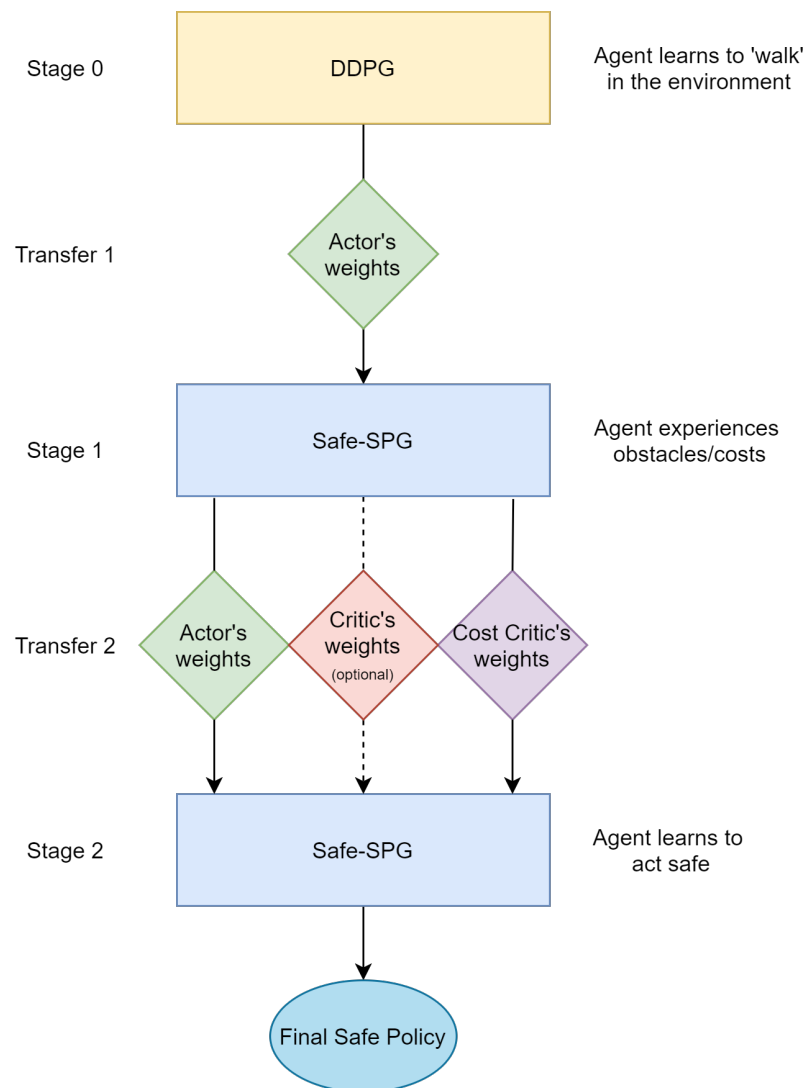 Stage 0
DDPG
Agent learns to 'walk'
in the environment
Transfer 1
Actor's
weights
Stage 1
Safe-SPG
Agent experiences
obstacles/costs
Transfer 2
Actor's
weights
Critic's
weights
(optional)
Cost Critic's
weights
Stage 2
Safe-SPG
Agent learns to
act safe
Final Safe Policy